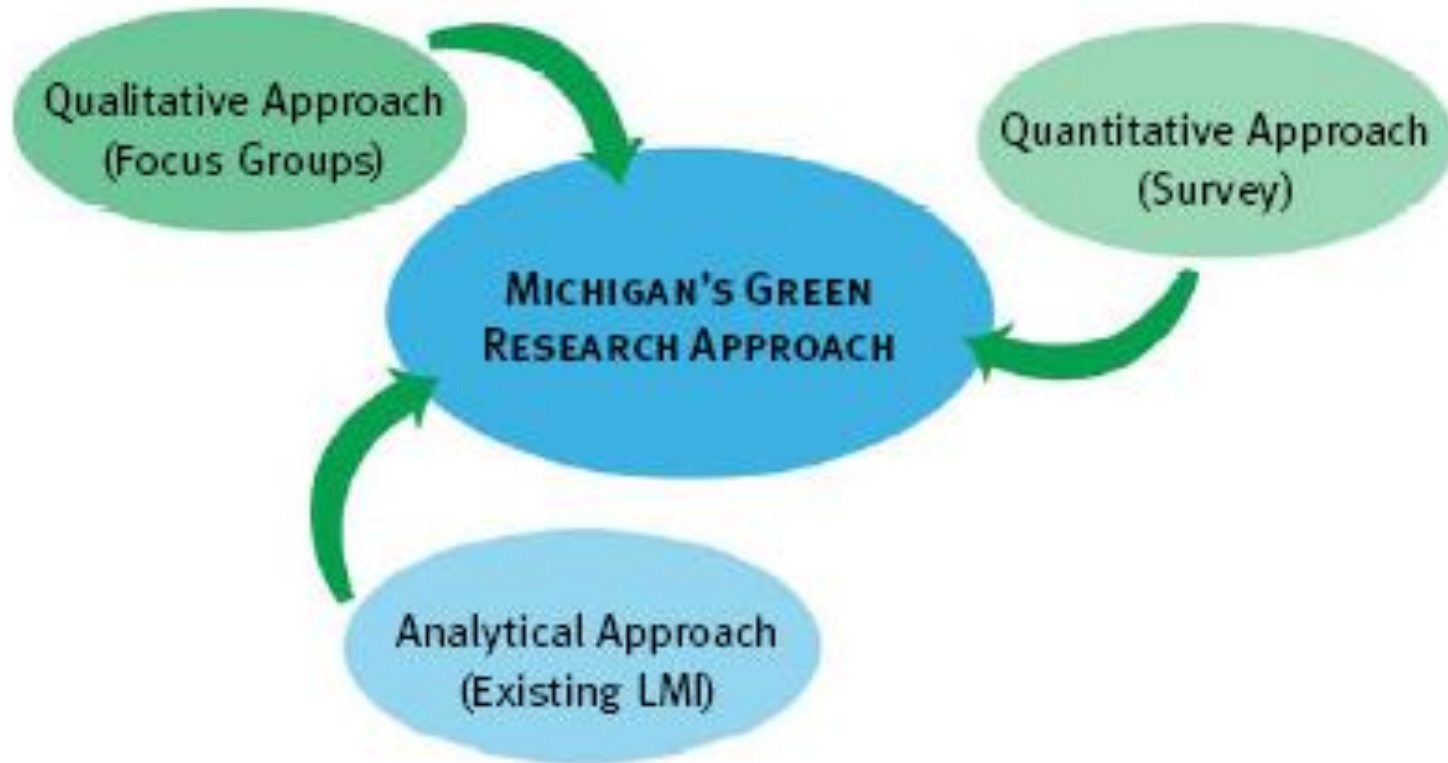 Qualitative Approach
(Focus Groups)
Quantitative Approach
(Survey)
MICHIGAN'S GREEN
RESEARCH APPROACH
Analytical Approach
(Existing LMI)